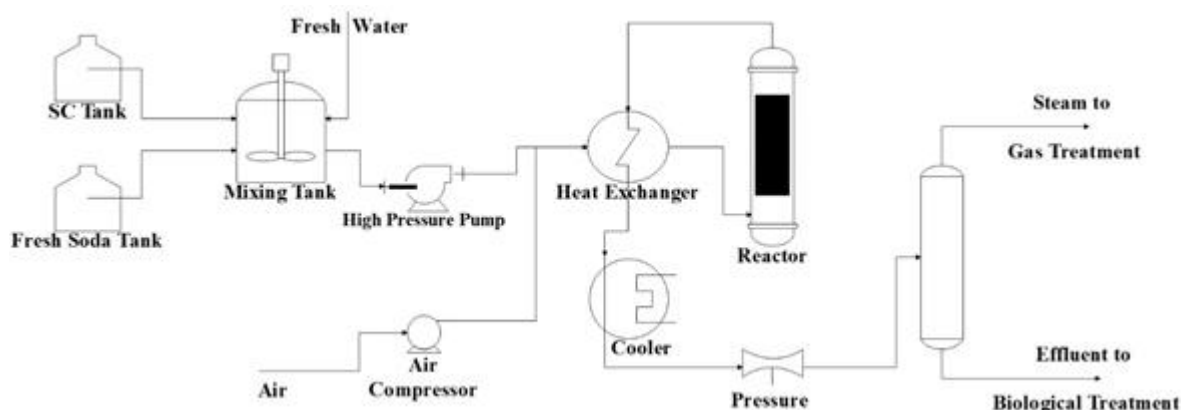 Fresh Water
SC Tank
Fresh Soda Tank
Mixing Tank
High Pressure Pump
Heat Exchanger
Reactor
Steam to
Gas Treatment
Cooler
Air
Air
Compressor
Pressure
Effluent to
Biological Treatment